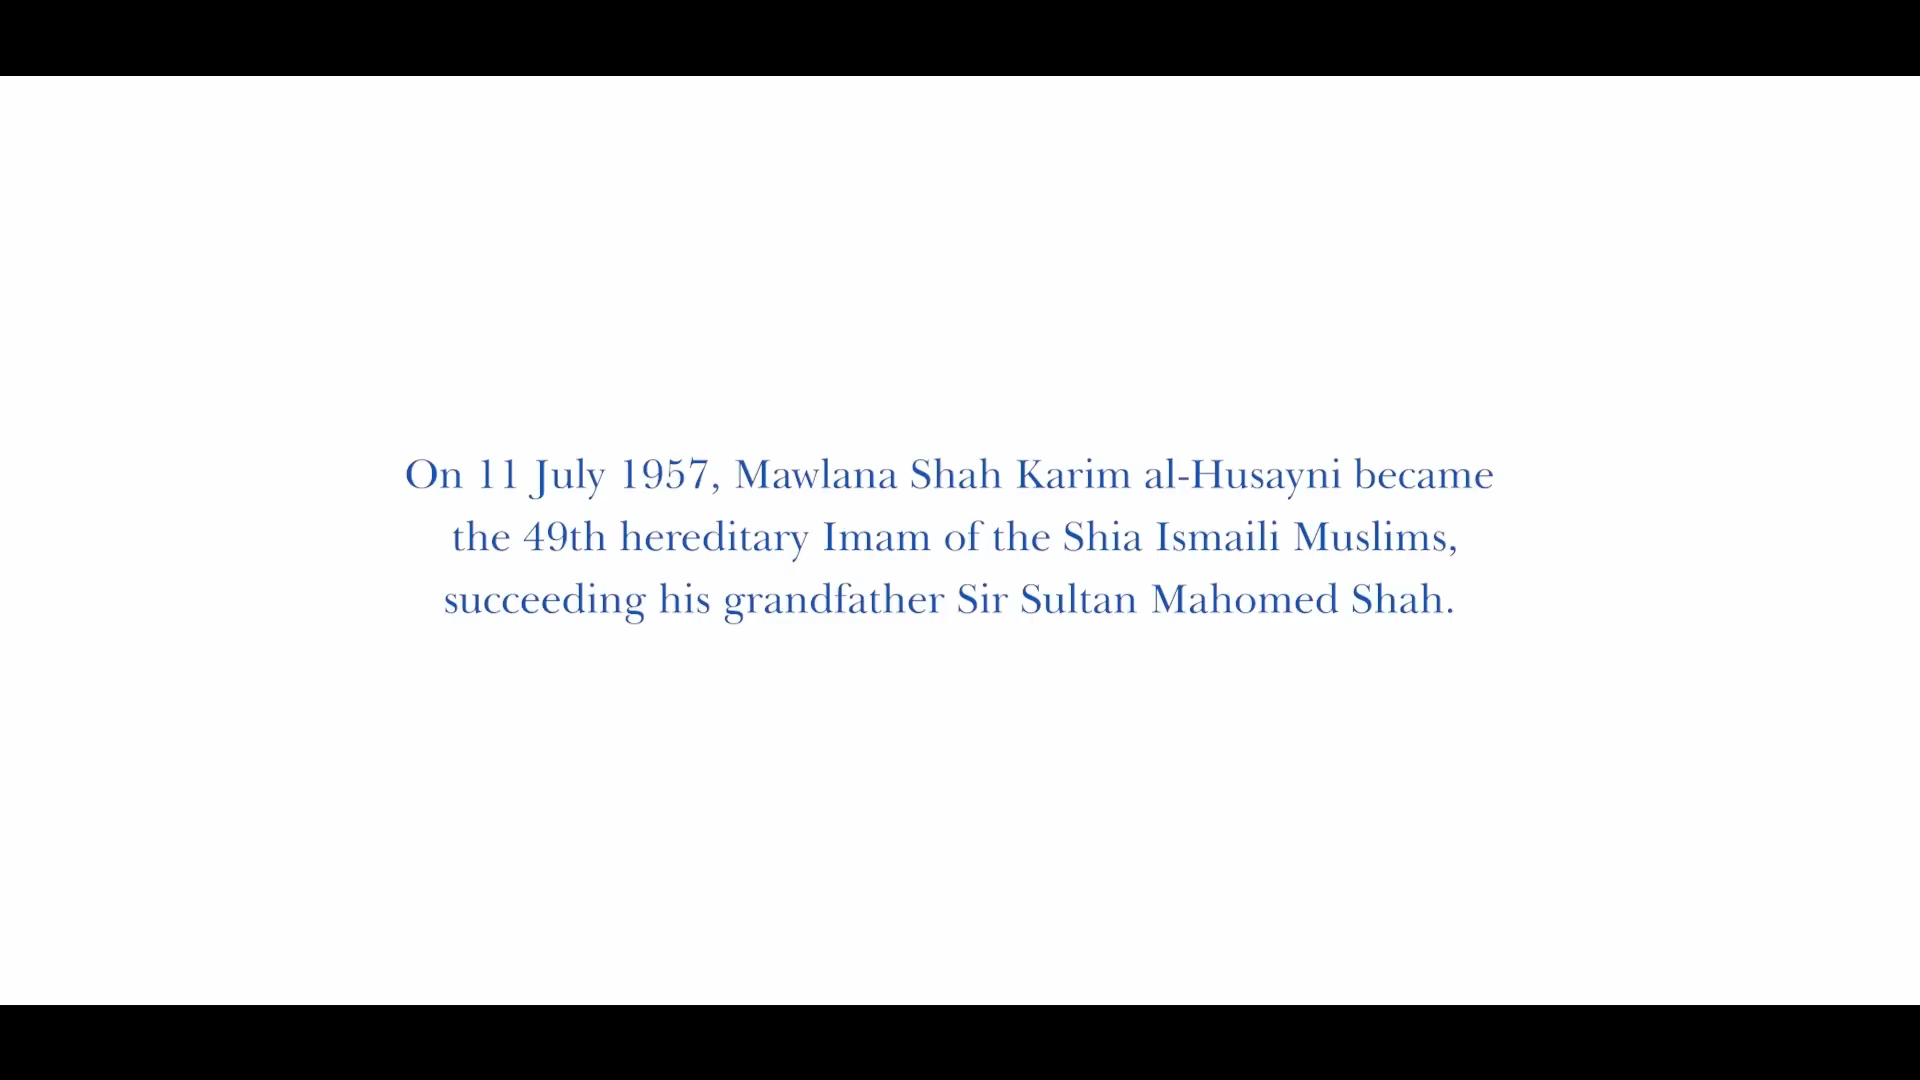 On 11 July 1957, Mawlana Shah Karim al-Husayni became
the 49th hereditary Imam of the Shia Ismaili Muslims,
succeeding his grandfather Sir Sultan Mahomed Shah.